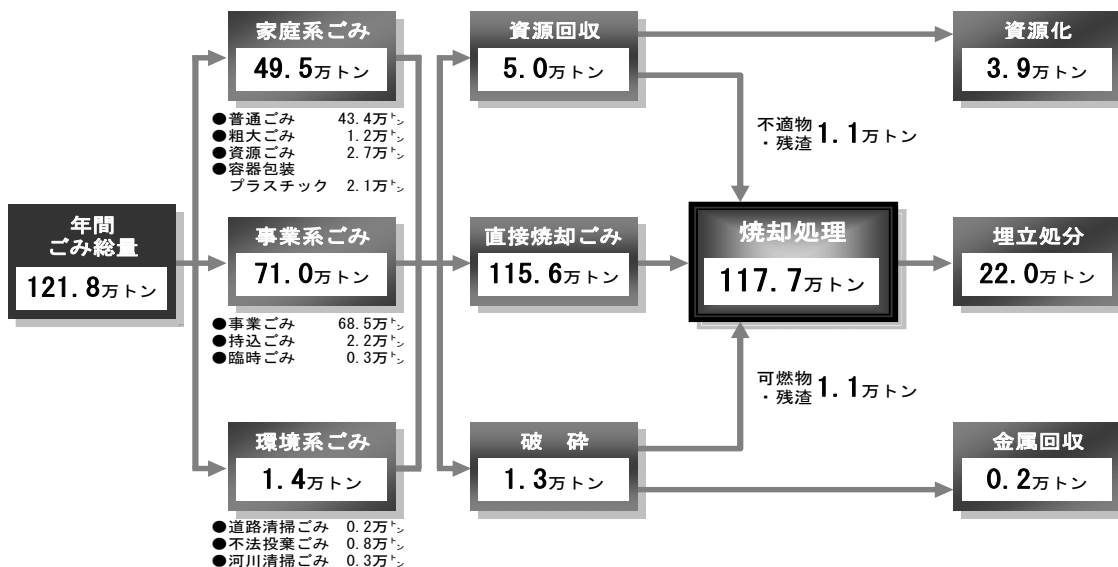 年間
ごみ総量
121.8万トン
家庭系ごみ
49.5万トン
●普通ごみ 43.4万㌧
●粗大ごみ 1.2万㌧
●資源ごみ 2.7万㌧
●容器包装
プラスチック 2.1万㌧
事業系ごみ
71.0万トン
●事業ごみ 68.5万㌧
●持込ごみ 2.2万㌧
●臨時ごみ 0.3万㌧
環境系ごみ
1.4万トン
●道路清掃ごみ 0.2万㌧
●不法投棄ごみ 0.8万㌧
●河川清掃ごみ 0.3万㌧
資源回収
5.0万トン
直接焼却ごみ
115.6万トン
破 砕
1.3万トン
不適物
・残渣 1.1万トン
焼却処理
117.7万トン
可燃物
・残渣 1.1万トン
資源化
3.9万トン
埋立処分
22.0万トン
金属回収
0.2万トン